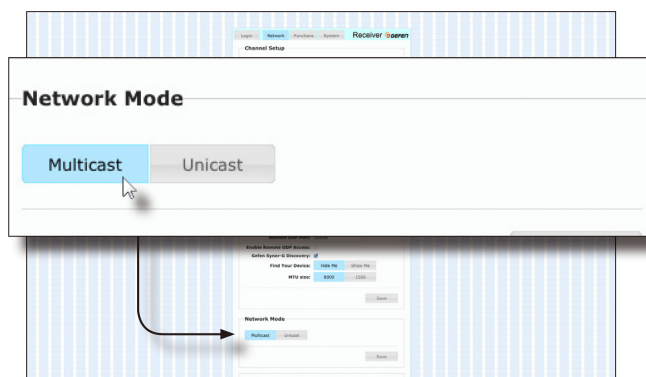 Login Network Functions System Receiver Gefen
Channel Setup
Network Mode
Multicast Unicast
Enable Remote UDP Access:
Gefen Syner-G Discovery:
Find Your Device: Hide Me Show Me
MTU size: 8000 1500
Save
Network Mode
Multicast Unicast
Save